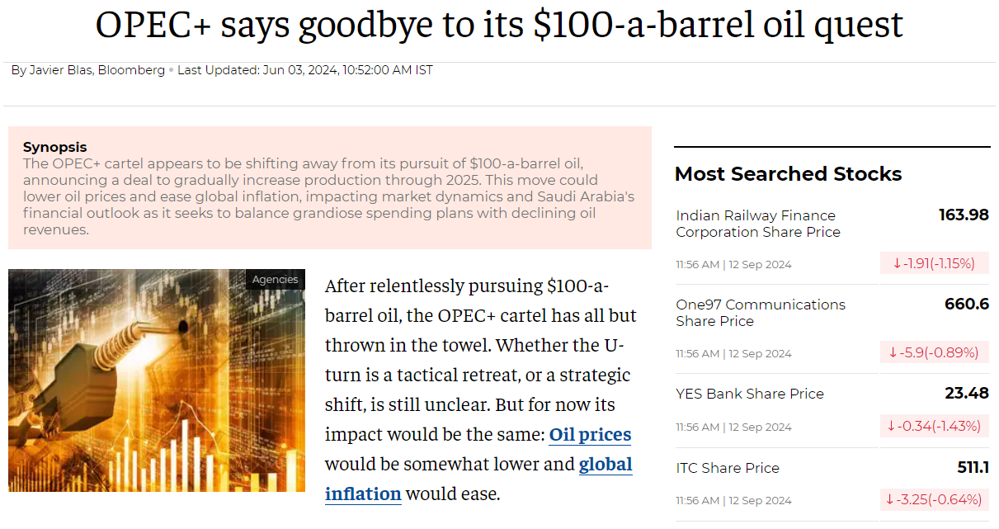 OPEC+ says goodbye to its $100-a-barrel oil quest
By Javier Blas, Bloomberg • Last Updated: Jun 03, 2024, 10:52:00 AM IST
Synopsis
The OPEC+ cartel appears to be shifting away from its pursuit of $100-a-barrel oil,
announcing a deal to gradually increase production through 2025. This move could
lower oil prices and ease global inflation, impacting market dynamics and Saudi Arabia's
financial outlook as it seeks to balance grandiose spending plans with declining oil
revenues.
Agencies
After relentlessly pursuing $100-a-
barrel oil, the OPEC+ cartel has all but
thrown in the towel. Whether the U-
turn is a tactical retreat, or a strategic
shift, is still unclear. But for now its
impact would be the same: Oil prices
would be somewhat lower and global
inflation would ease.
Most Searched Stocks
Indian Railway Finance
Corporation Share Price
163.98
11:56 AM | 12 Sep 2024
↓-1.91(-1.15%)
One97 Communications
Share Price
660.6
11:56 AM | 12 Sep 2024
↓-5.9(-0.89%)
YES Bank Share Price
23.48
11:56 AM | 12 Sep 2024
↓-0.34(-1.43%)
ITC Share Price
511.1
11:56 AM | 12 Sep 2024
↓-3.25(-0.64%)